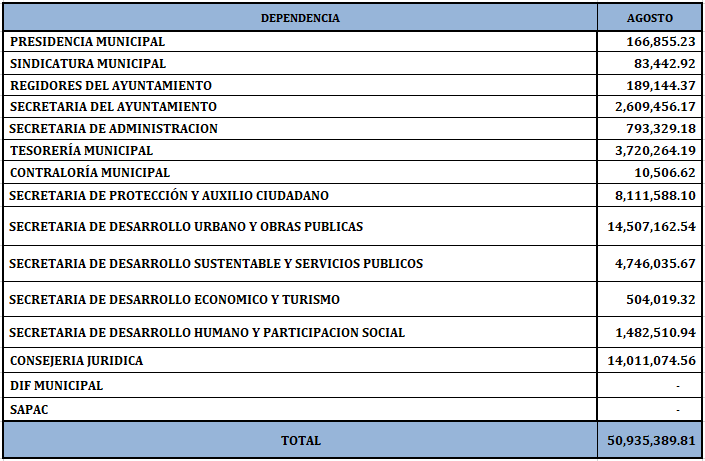 DEPENDENCIA AGOSTO
PRESIDENCIA MUNICIPAL 166,855.23
SINDICATURA MUNICIPAL 83,442.92
REGIDORES DEL AYUNTAMIENTO 189,144.37
SECRETARIA DEL AYUNTAMIENTO 2,609,456.17
SECRETARIA DE ADMINISTRACION 793,329.18
TESORERÍA MUNICIPAL 3,720,264.19
CONTRALORÍA MUNICIPAL 10,506.62
SECRETARIA DE PROTECCIÓN Y AUXILIO CIUDADANO 8,111,588.10
SECRETARIA DE DESARROLLO URBANO Y OBRAS PUBLICAS 14,507,162.54
SECRETARIA DE DESARROLLO SUSTENTABLE Y SERVICIOS PUBLICOS 4,746,035.67
SECRETARIA DE DESARROLLO ECONOMICO Y TURISMO 504,019.32
SECRETARIA DE DESARROLLO HUMANO Y PARTICIPACION SOCIAL 1,482,510.94
CONSEJERIA JURIDICA 14,011,074.56
DIF MUNICIPAL -
SAPAC -
TOTAL 50,935,389.81